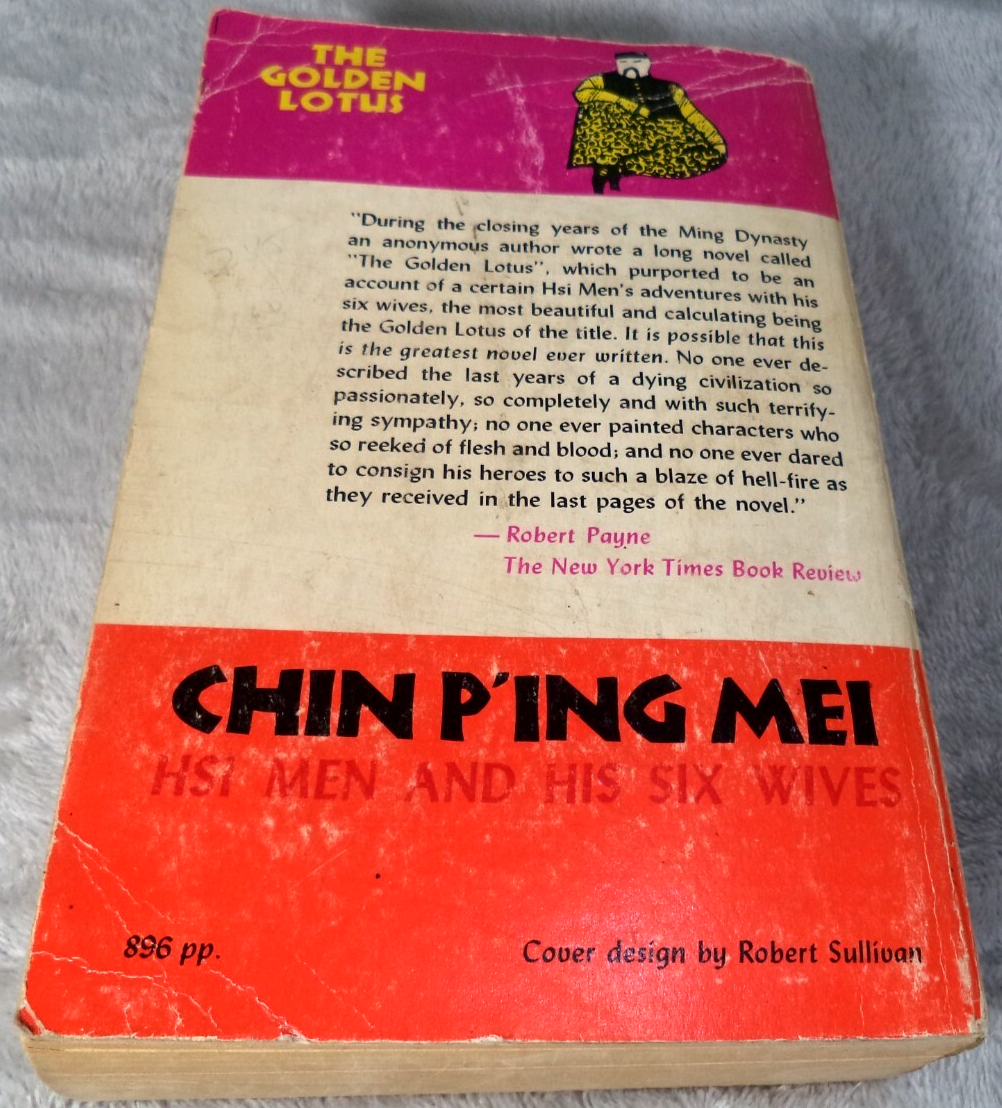 THE
GOLDEN
LOTUS
"During the closing years of the Ming Dynasty
an anonymous author wrote a long novel called
"The Golden Lotus", which purported to be an
account of a certain Hsi Men's adventures with his
six wives, the most beautiful and calculating being
the Golden Lotus of the title. It is possible that this
is the greatest novel ever written. No one ever de-
scribed the last years of a dying civilization so
passionately, so completely and with such terrify-
ing sympathy; no one ever painted characters who
so reeked of flesh and blood; and no one ever dared
to consign his heroes to such a blaze of hell-fire as
they received in the last pages of the novel."
— Robert Payne
The New York Times Book Review
CHIN P'ING MEI
HSI MEN AND HIS SIX WIVES
896 pp.
Cover design by Robert Sullivan